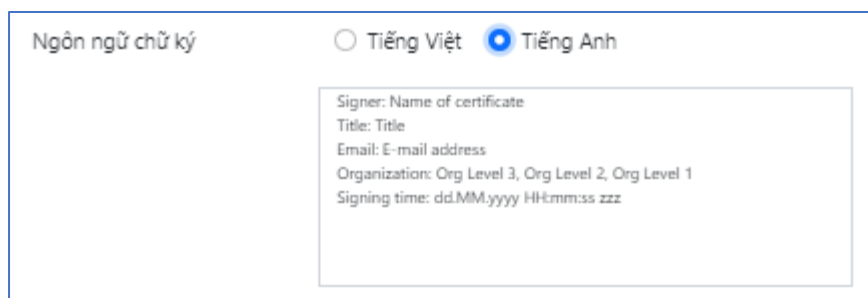 Ngôn ngữ chữ ký Tiếng Việt Tiếng Anh
Signer: Name of certificate
Title: Title
Email: E-mail address
Organization: Org Level 3, Org Level 2, Org Level 1
Signing time: dd.MM.yyyy HH:mm:ss zzz